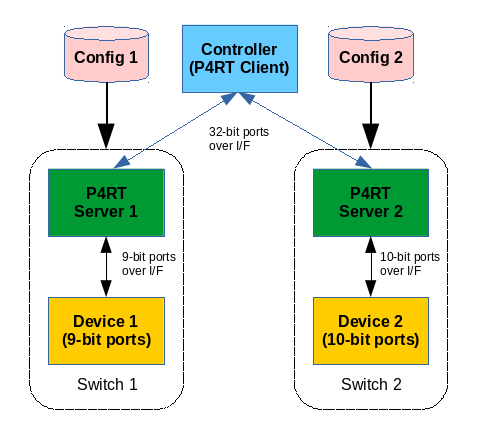 Config 1
Controller
(P4RT Client)
Config 2
32-bit ports
over I/F
P4RT
Server 1
P4RT
Server 2
9-bit ports
over I/F
10-bit ports
over I/F
Device 1
(9-bit ports)
Device 2
(10-bit ports)
Switch 1
Switch 2